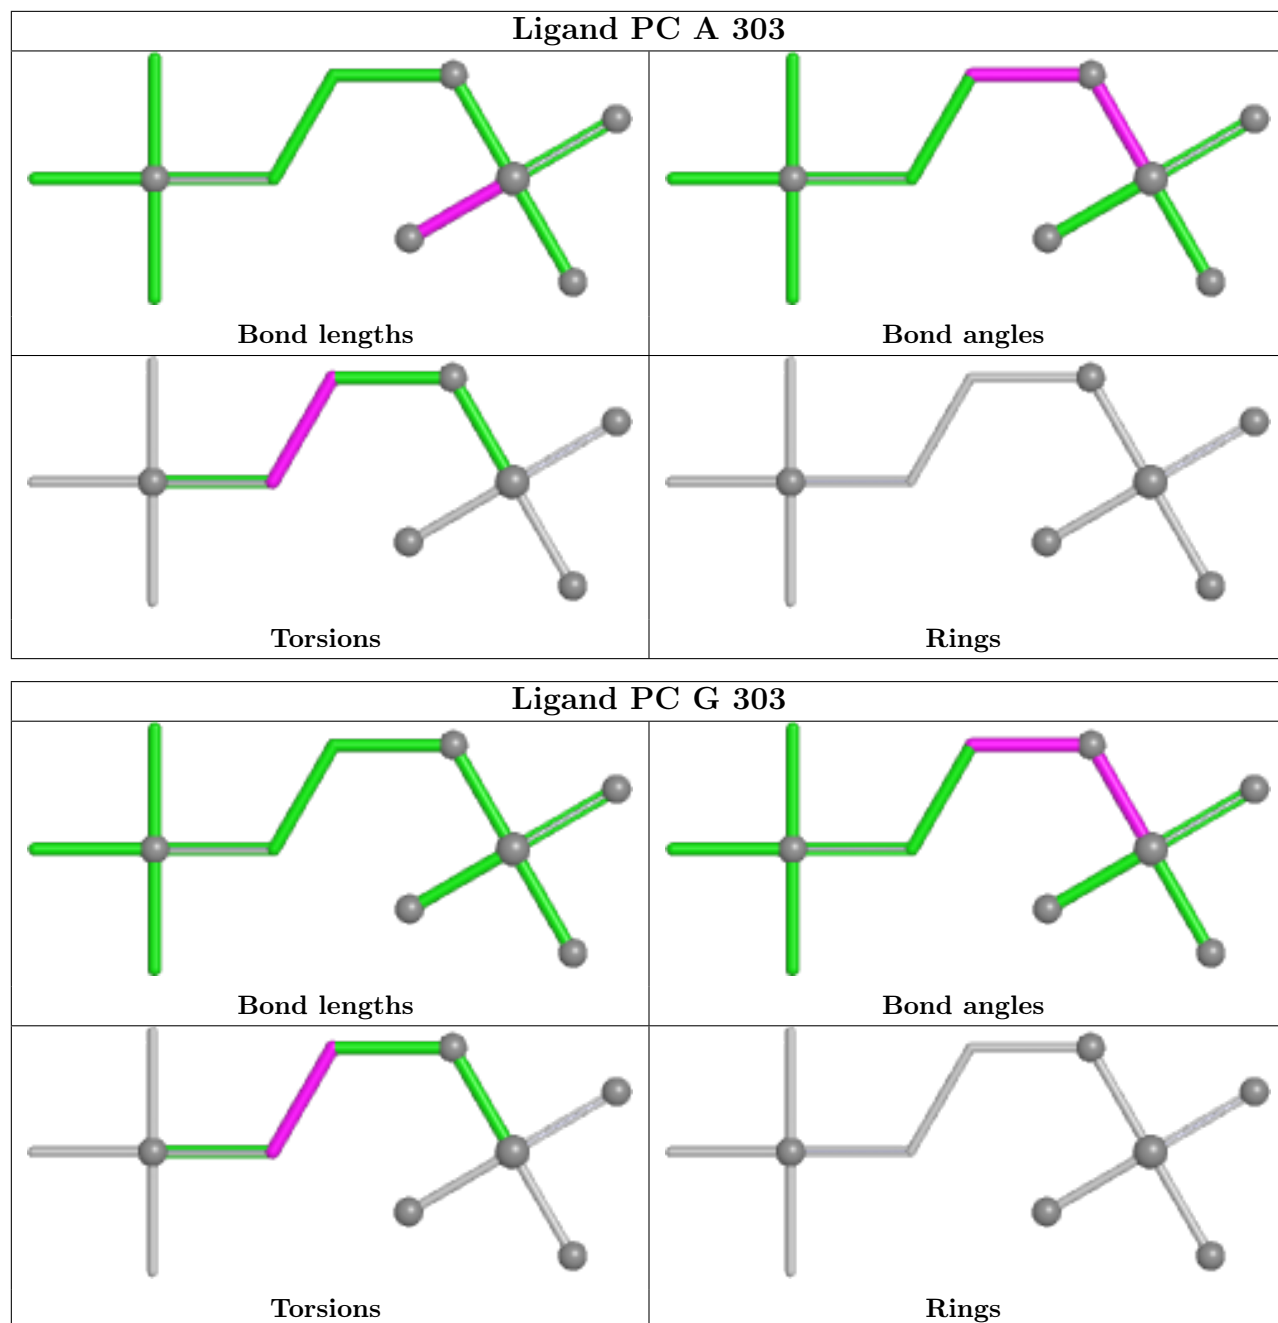 Ligand PC A 303
Bond lengths
Bond angles
Torsions
Rings
Ligand PC G 303
Bond lengths
Bond angles
Torsions
Rings